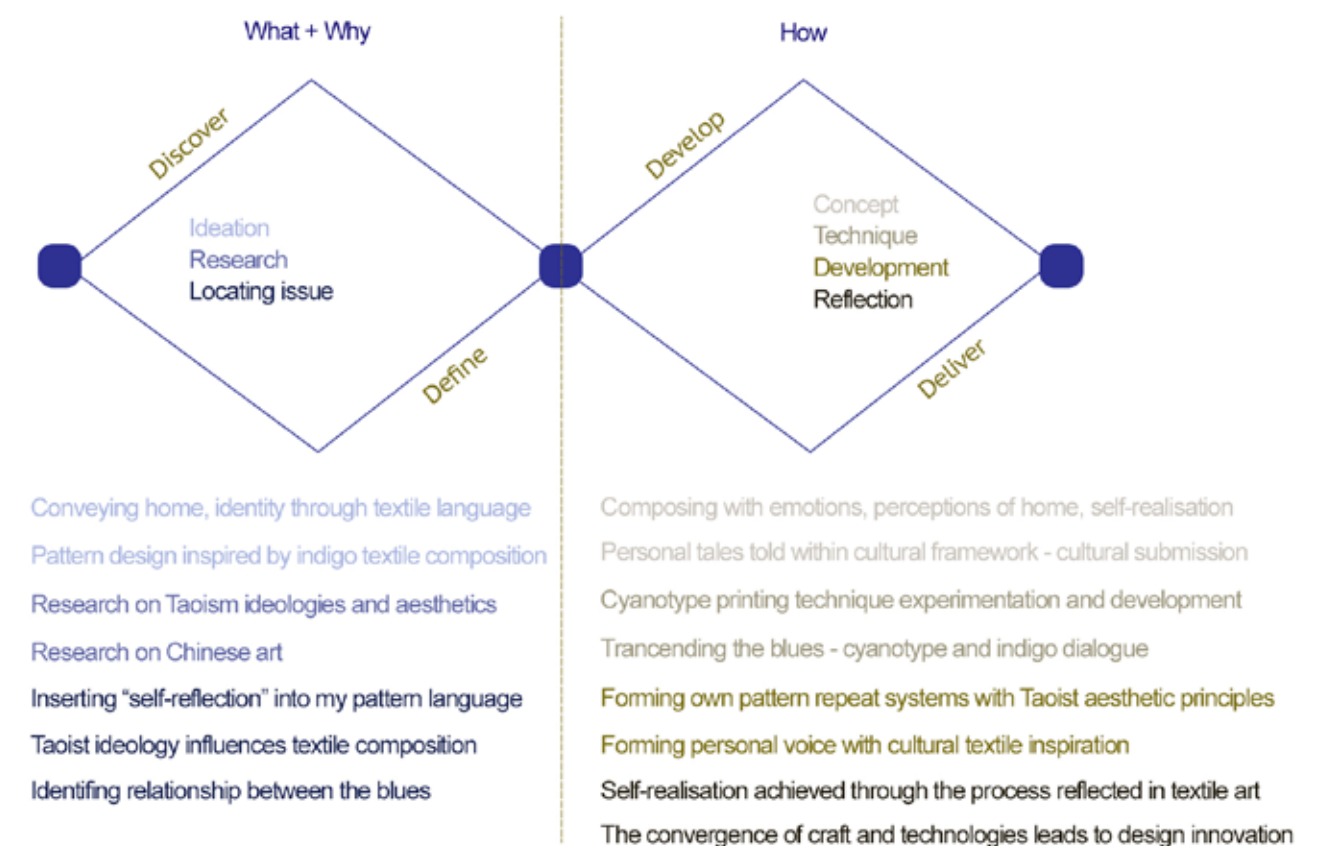 What + Why
How
Discover
Develop
Ideation
Research
Locating issue
Concept
Technique
Development
Reflection
Define
Deliver
Conveying home, identity through textile language
Pattern design inspired by indigo textile composition
Research on Taoism ideologies and aesthetics
Research on Chinese art
Inserting “self-reflection” into my pattern language
Taoist ideology influences textile composition
Identifing relationship between the blues
Composing with emotions, perceptions of home, self-realisation
Personal tales told within cultural framework - cultural submission
Cyanotype printing technique experimentation and development
Trancending the blues - cyanotype and indigo dialogue
Forming own pattern repeat systems with Taoist aesthetic principles
Forming personal voice with cultural textile inspiration
Self-realisation achieved through the process reflected in textile art
The convergence of craft and technologies leads to design innovation